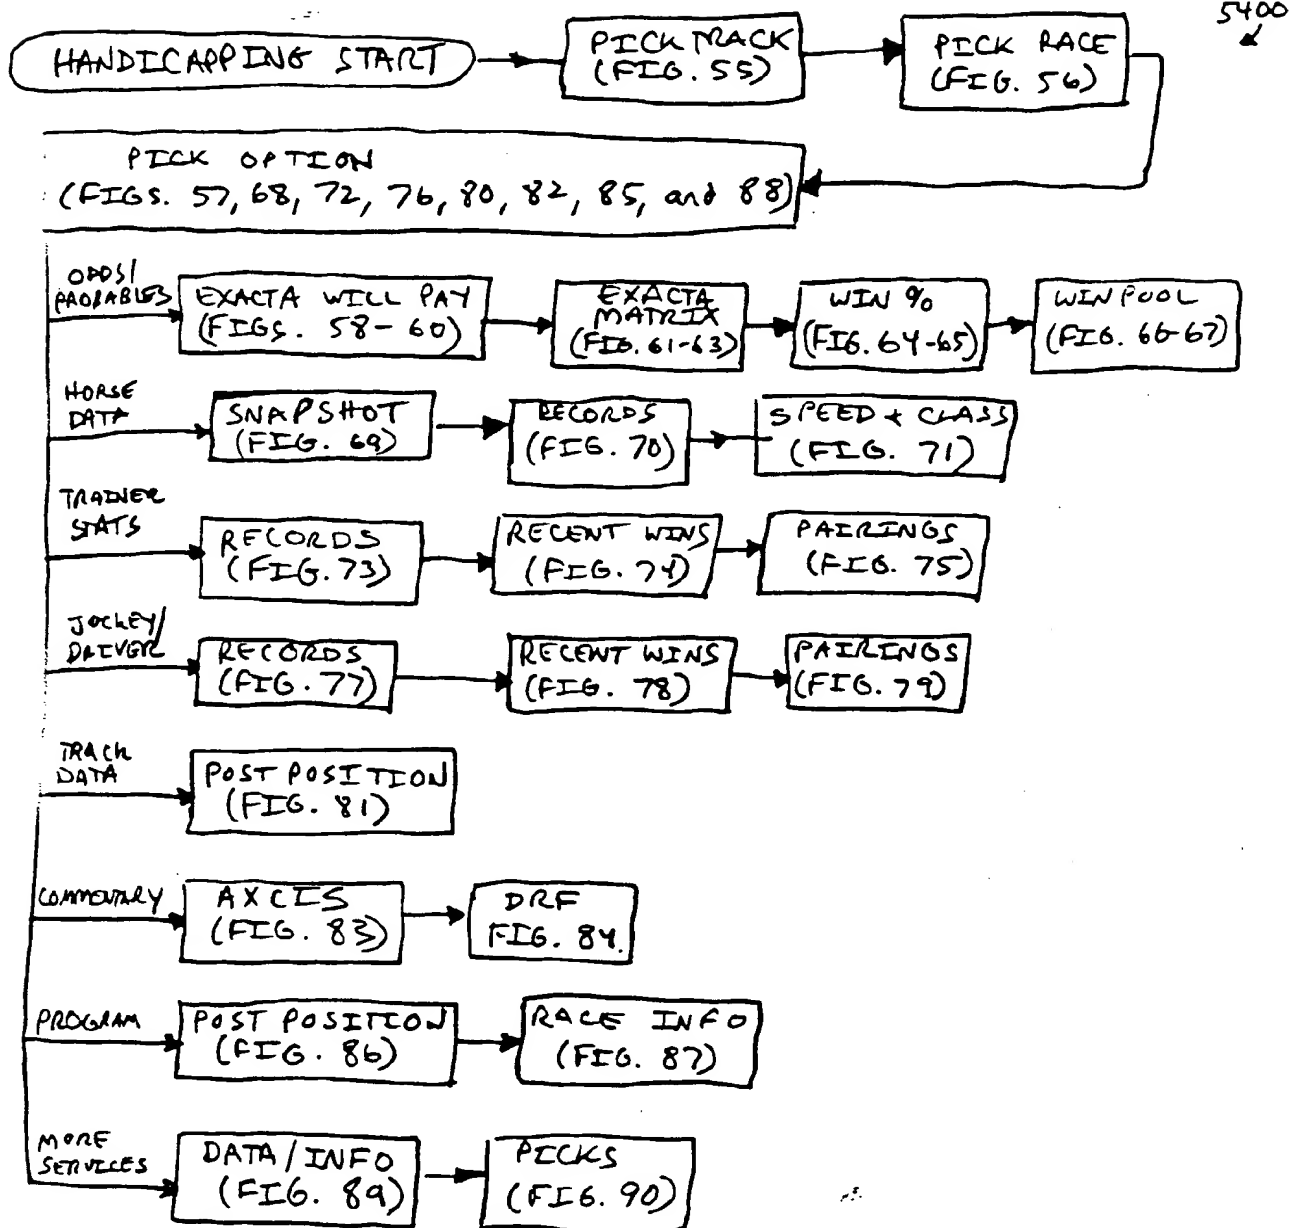 5400
HANDICAPPING START
PICK TRACK
(FIG. 55)
PICK RACE
(FIG. 56)
PICK OPTION
(FIGS. 57, 68, 72, 76, 80, 82, 85, and 88)
ODDS/
PROBABLES
EXACTA WILL PAY
(FIGS. 58-60)
EXACTA
MATRIX
(FIG. 61-63)
WIN %
(FIG. 64-65)
WIN POOL
(FIG. 66-67)
HORSE
DATA
SNAPSHOT
(FIG. 69)
RECORDS
(FIG. 70)
SPEED + CLASS
(FIG. 71)
TRAINER
STATS
RECORDS
(FIG. 73)
RECENT WINS
(FIG. 74)
PAIRINGS
(FIG. 75)
JOCKEY/
DRIVER
RECORDS
(FIG. 77)
RECENT WINS
(FIG. 78)
PAIRINGS
(FIG. 79)
TRACK
DATA
POST POSITION
(FIG. 81)
COMMENTARY
AXCIS
(FIG. 83)
DRF
FIG. 84.
PROGRAM
POST POSITION
(FIG. 86)
RACE INFO
(FIG. 87)
MORE
SERVICES
DATA/INFO
(FIG. 89)
PICKS
(FIG. 90)